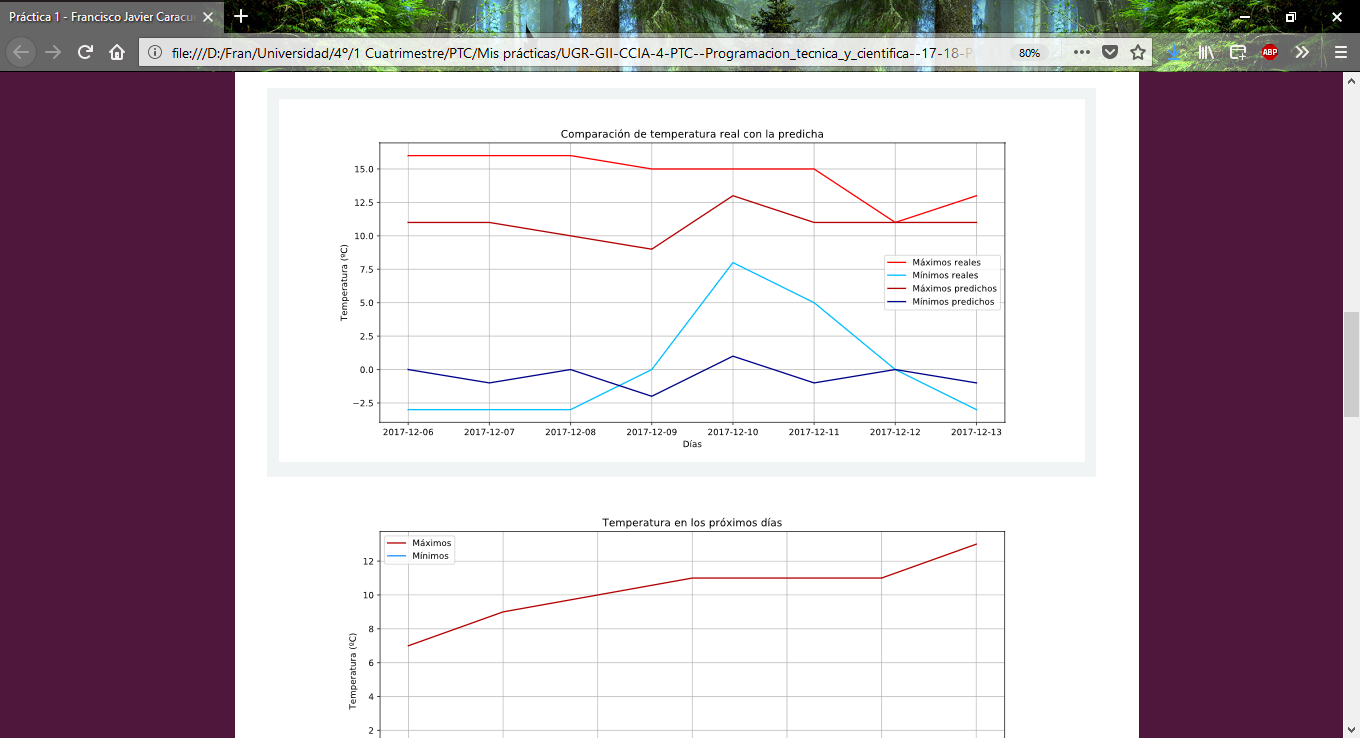 Práctica 1 - Francisco Javier Caracu
file:///D:/Fran/Universidad/4º/1 Cuatrimestre/PTC/Mis prácticas/UGR-GII-CCIA-4-PTC--Programacion_tecnica_y_cientifica--17-18-P
80%
ABP
Comparación de temperatura real con la predicha
Temperatura (ºC)
15.0
12.5
10.0
7.5
5.0
2.5
0.0
−2.5
Máximos reales
Mínimos reales
Máximos predichos
Mínimos predichos
2017-12-06 2017-12-07 2017-12-08 2017-12-09 2017-12-10 2017-12-11 2017-12-12 2017-12-13
Días
Temperatura en los próximos días
Máximos
Mínimos
Temperatura (ºC)
12
10
8
6
4
2